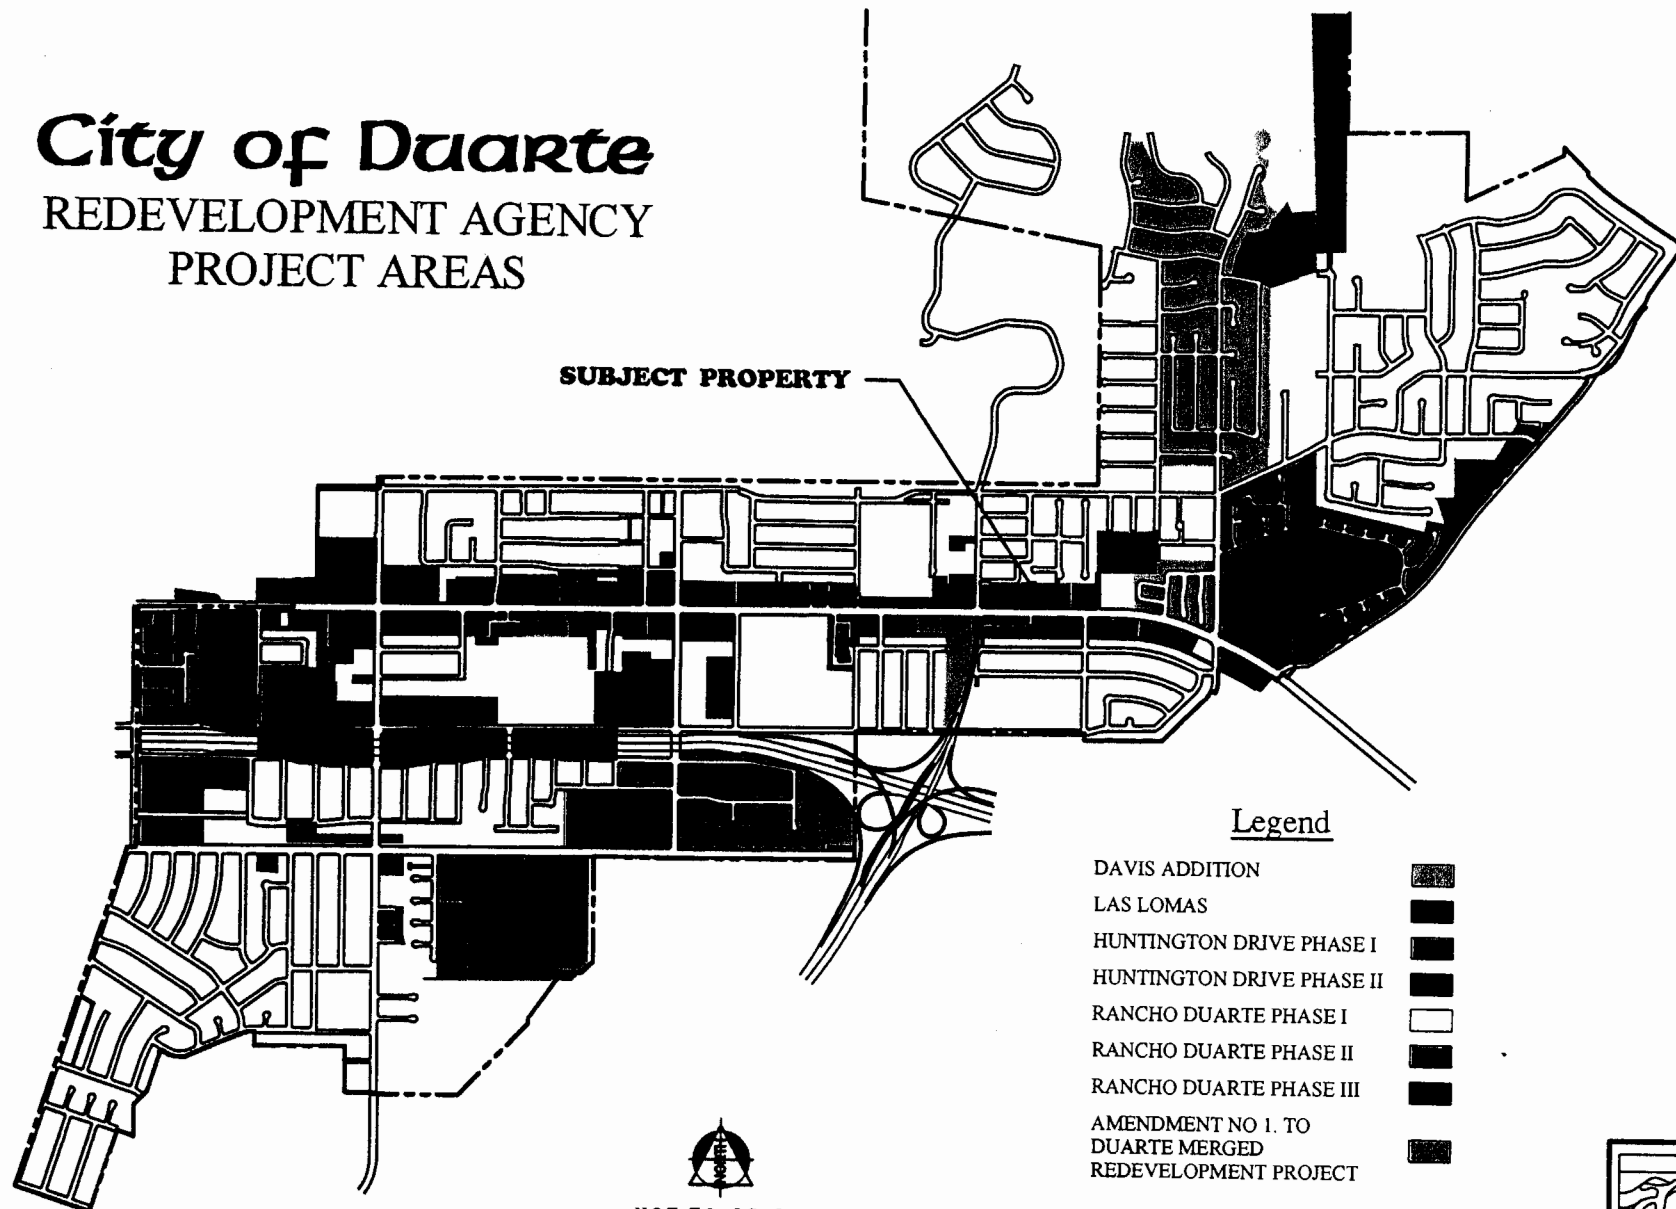 City of Duarte
REDEVELOPMENT AGENCY
PROJECT AREAS
SUBJECT PROPERTY
Legend
DAVIS ADDITION
LAS LOMAS
HUNTINGTON DRIVE PHASE I
HUNTINGTON DRIVE PHASE II
RANCHO DUARTE PHASE I
RANCHO DUARTE PHASE II
RANCHO DUARTE PHASE III
AMENDMENT NO 1. TO
DUARTE MERGED
REDEVELOPMENT PROJECT
NORTH